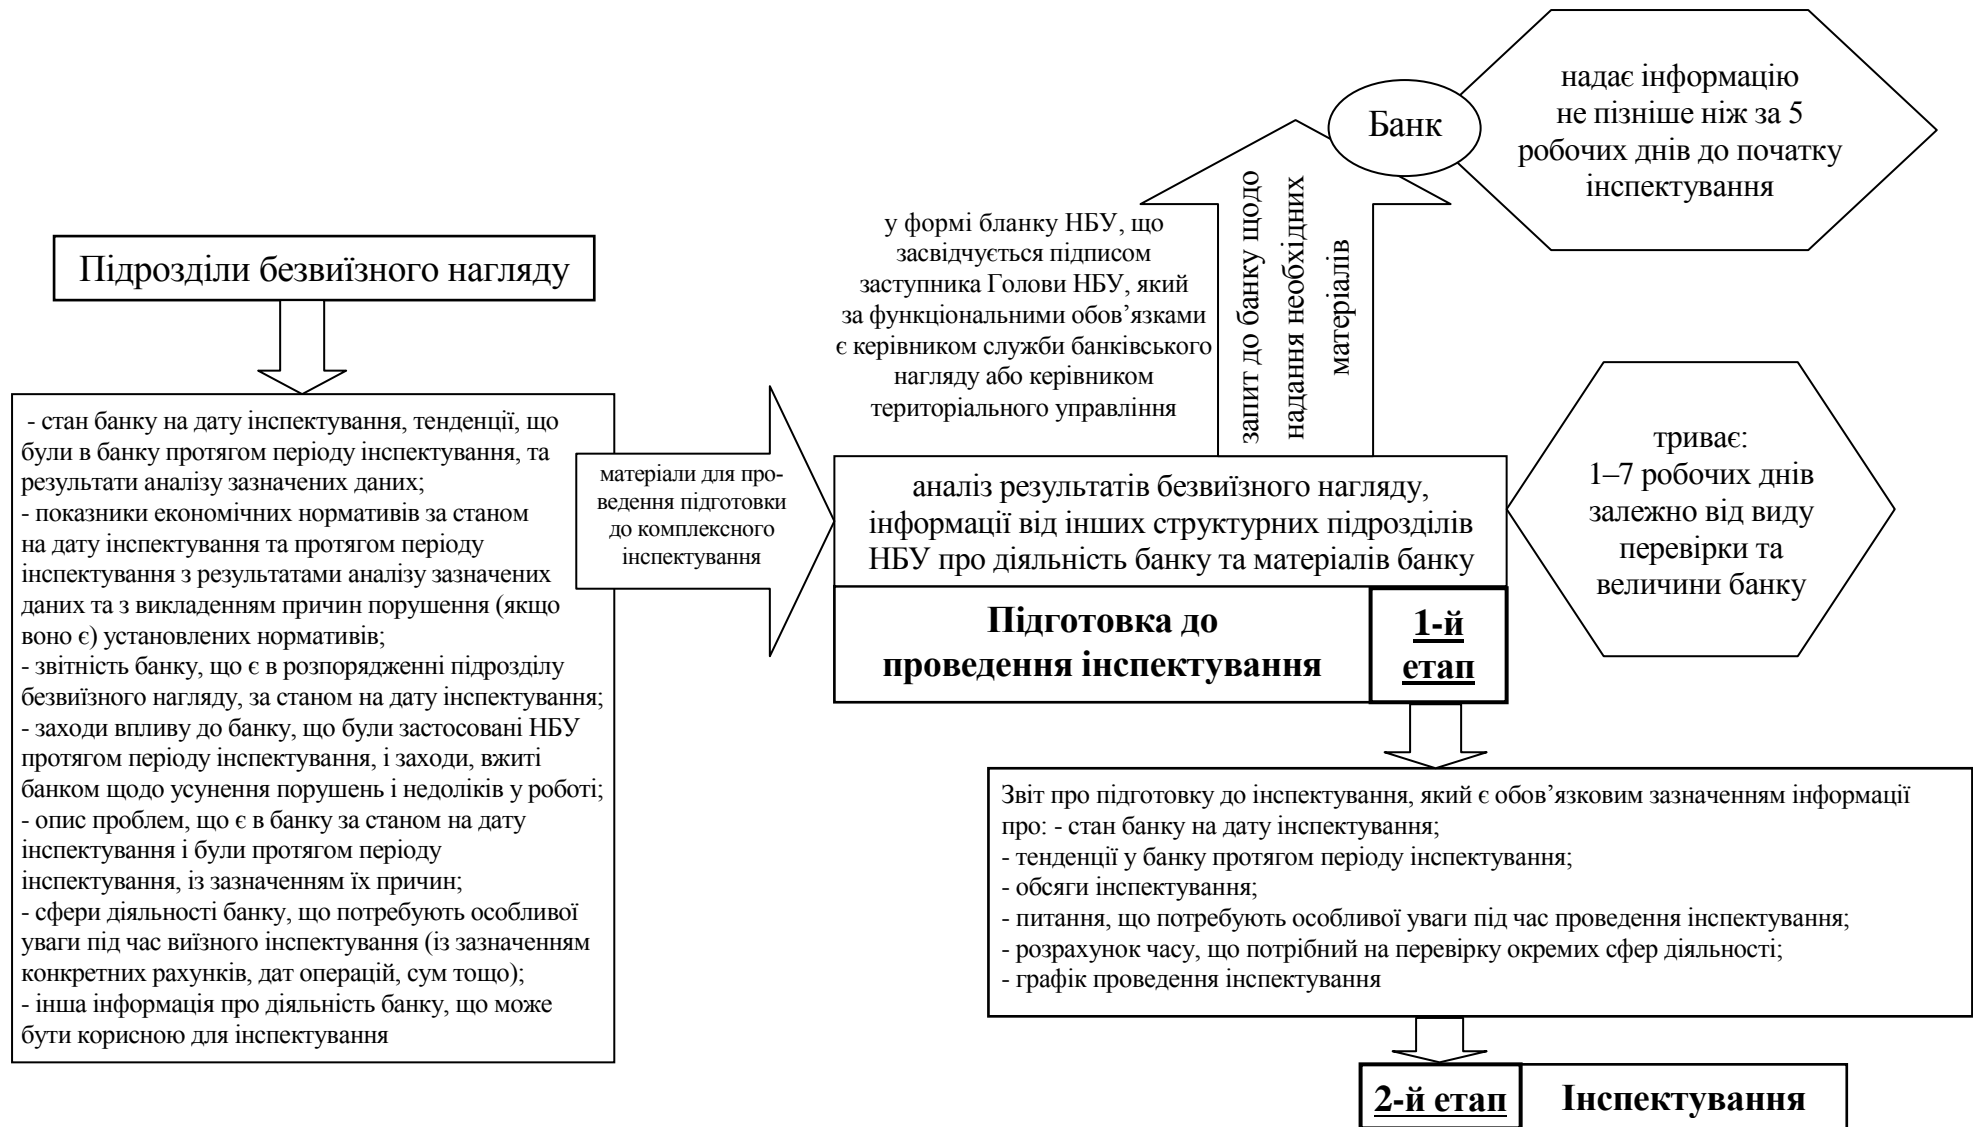 Підрозділи безвиїзного нагляду
- стан банку на дату інспектування, тенденції, що
були в банку протягом періоду інспектування, та
результати аналізу зазначених даних;
- показники економічних нормативів за станом
на дату інспектування та протягом періоду
інспектування з результатами аналізу зазначених
даних та з викладенням причин порушення (якщо
воно є) установлених нормативів;
- звітність банку, що є в розпорядженні підрозділу
безвиїзного нагляду, за станом на дату інспектування;
- заходи впливу до банку, що були застосовані НБУ
протягом періоду інспектування, і заходи, вжиті
банком щодо усунення порушень і недоліків у роботі;
- опис проблем, що є в банку за станом на дату
інспектування і були протягом періоду
інспектування, із зазначенням їх причин;
- сфери діяльності банку, що потребують особливої
уваги під час виїзного інспектування (із зазначенням
конкретних рахунків, дат операцій, сум тощо);
- інша інформація про діяльність банку, що може
бути корисною для інспектування
матеріали для про-
ведення підготовки
до комплексного
інспектування
у формі бланку НБУ, що
засвідчується підписом
заступника Голови НБУ, який
за функціональними обов’язками
є керівником служби банківського
нагляду або керівником
територіального управління
запит до банку щодо
надання необхідних
матеріалів
Банк
надає інформацію
не пізніше ніж за 5
робочих днів до початку
інспектування
аналіз результатів безвиїзного нагляду,
інформації від інших структурних підрозділів
НБУ про діяльність банку та матеріалів банку
Підготовка до
проведення інспектування
1-й
етап
триває:
1–7 робочих днів
залежно від виду
перевірки та
величини банку
Звіт про підготовку до інспектування, який є обов’язковим зазначенням інформації
про: - стан банку на дату інспектування;
- тенденції у банку протягом періоду інспектування;
- обсяги інспектування;
- питання, що потребують особливої уваги під час проведення інспектування;
- розрахунок часу, що потрібний на перевірку окремих сфер діяльності;
- графік проведення інспектування
2-й етап
Інспектування